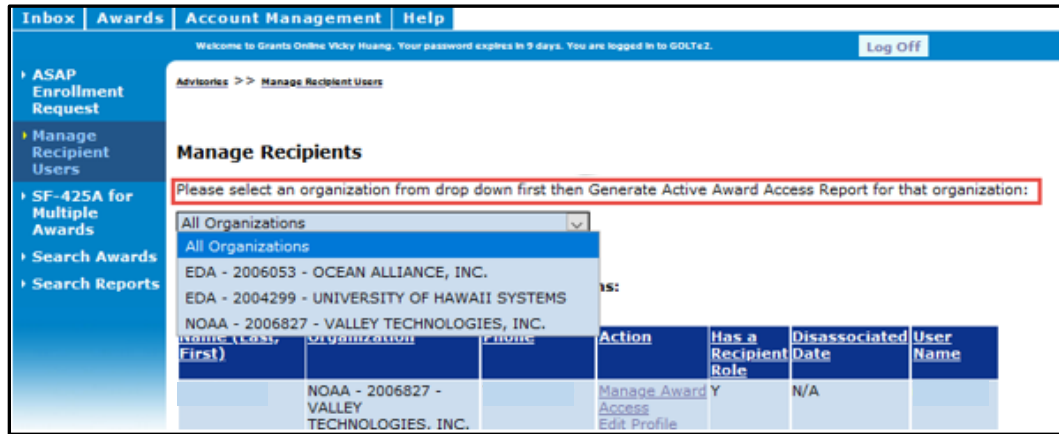 Inbox Awards Account Management Help
Welcome to Grants Online Vicky Huang. Your password expires in 9 days. You are logged in to GOLTe2.
Log Off
ASAP
Enrollment
Request
Manage
Recipient
Users
SF-425A for
Multiple
Awards
Search Awards
Search Reports
Advisories >> Manage Recipient Users
Manage Recipients
Please select an organization from drop down first then Generate Active Award Access Report for that organization:
All Organizations
All Organizations
EDA - 2006053 - OCEAN ALLIANCE, INC.
EDA - 2004299 - UNIVERSITY OF HAWAII SYSTEMS
NOAA - 2006827 - VALLEY TECHNOLOGIES, INC.
Name (Last,
First)
Organization
Phone
Action
Has a
Recipient
Role
Disassociated
Date
User
Name
NOAA - 2006827 -
VALLEY
TECHNOLOGIES, INC.
Manage Award
Access
Edit Profile
Y
N/A